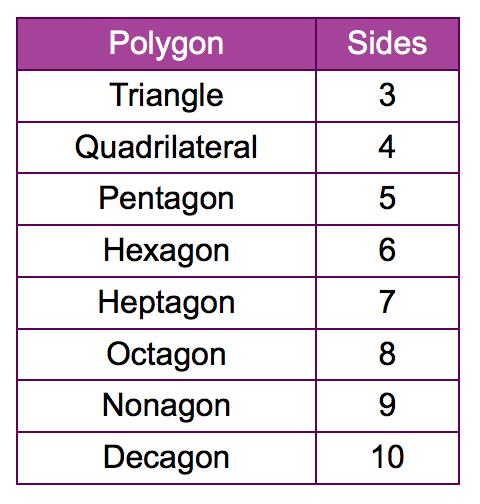 Polygon Sides
Triangle 3
Quadrilateral 4
Pentagon 5
Hexagon 6
Heptagon 7
Octagon 8
Nonagon 9
Decagon 10